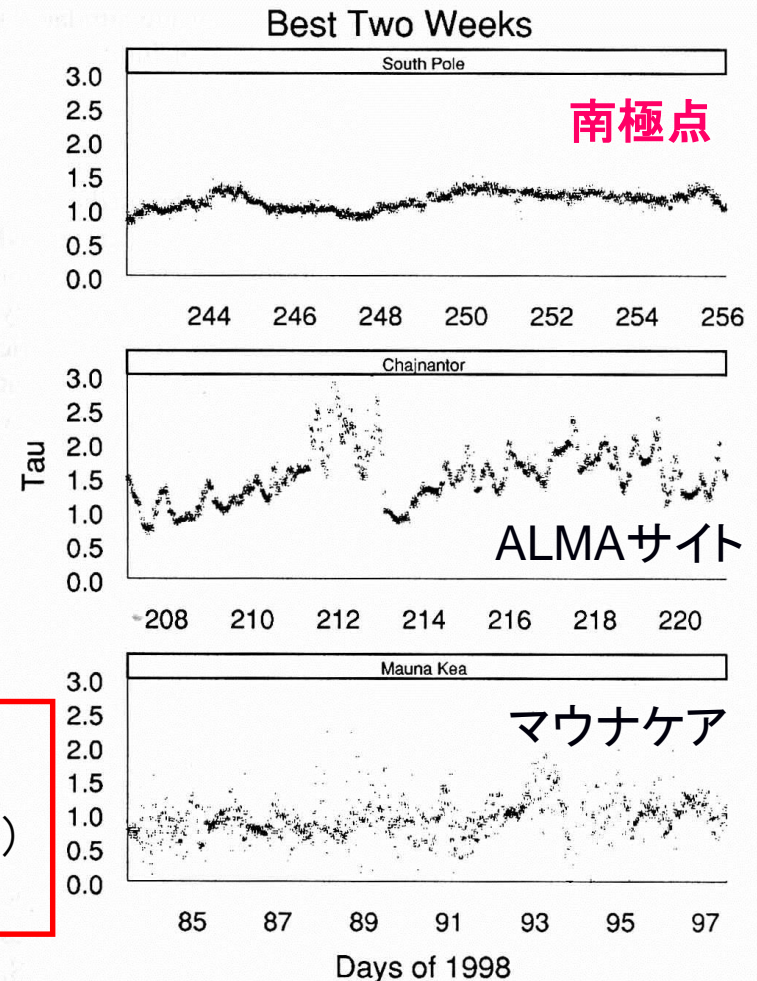 Best Two Weeks
South Pole
南極点
3.0
2.5
2.0
1.5
1.0
0.5
0.0
244 246 248 250 252 254 256
Chajnantor
3.0
2.5
2.0
1.5
1.0
0.5
0.0
Tau
ALMAサイト
208 210 212 214 216 218 220
Mauna Kea
マウナケア
3.0
2.5
2.0
1.5
1.0
0.5
0.0
)
85 87 89 91 93 95 97
Days of 1998